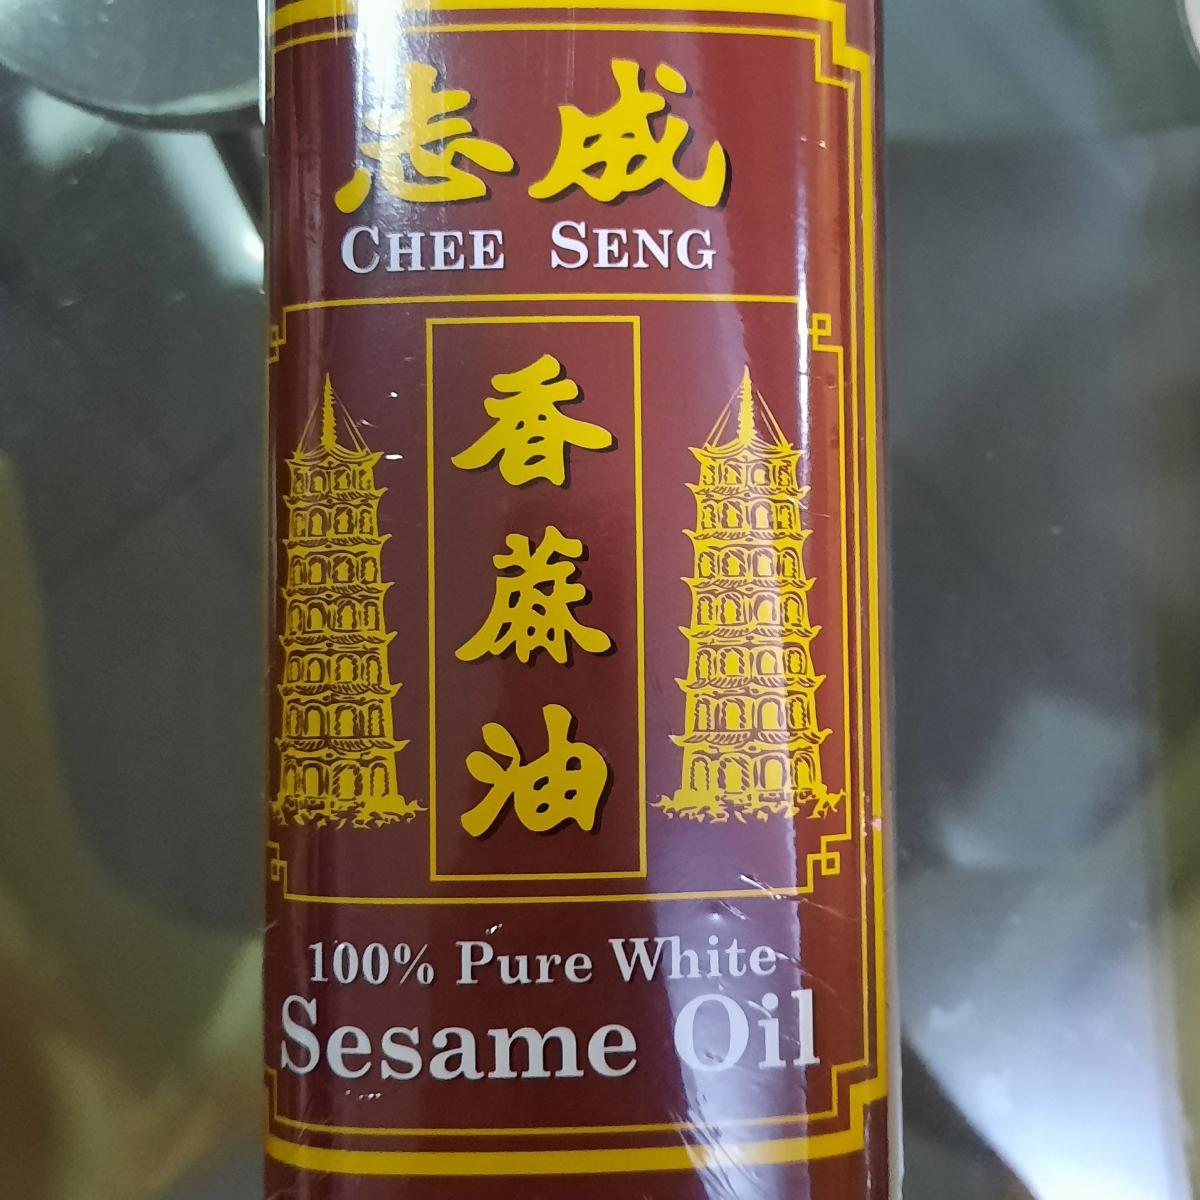 志成
CHEE SENG
香
蔴
油
100% Pure White
Sesame Oil